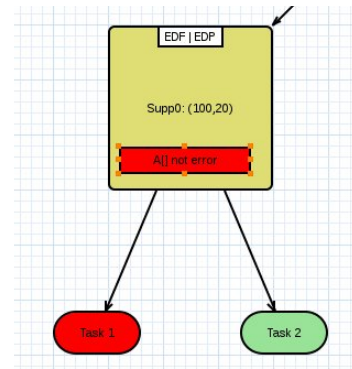 EDF | EDP
Supp0: (100,20)
A[] not error
Task 1
Task 2